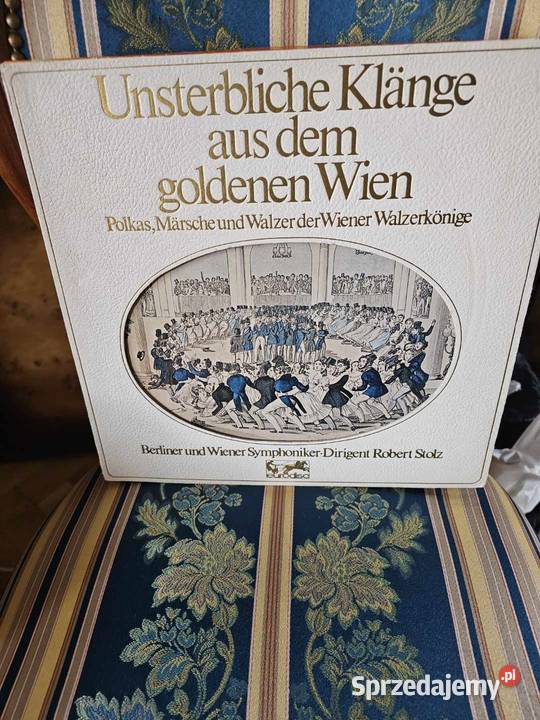 Unsterbliche Klänge
aus dem
goldenen Wien
Polkas, Märsche und Walzer der Wiener Walzerkönige
Berliner und Wiener Symphoniker·Dirigent Robert Stolz
eurodisc
Sprzedajemy.pl